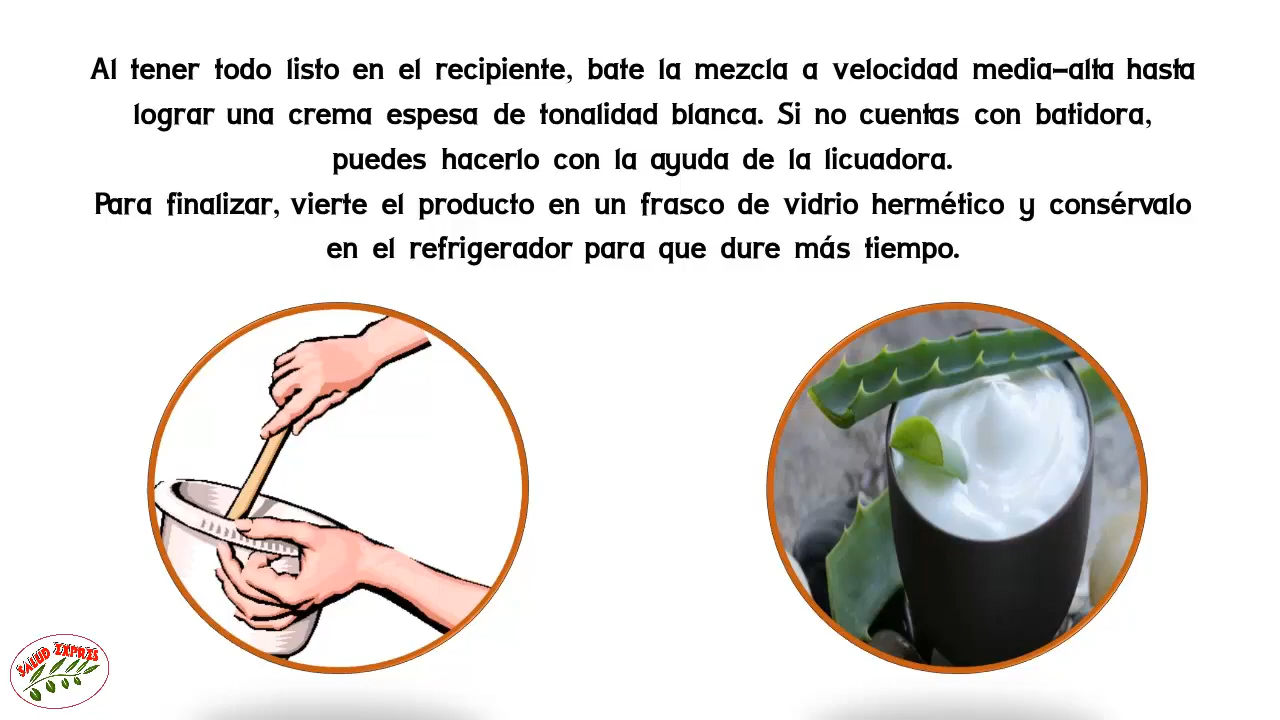 Al tener todo listo en el recipiente, bate la mezcla a velocidad media-alta hasta
lograr una crema espesa de tonalidad blanca. Si no cuentas con batidora,
puedes hacerlo con la ayuda de la licuadora.
Para finalizar, vierte el producto en un frasco de vidrio hermético y consérvalo
en el refrigerador para que dure más tiempo.
SALUD EXPRES